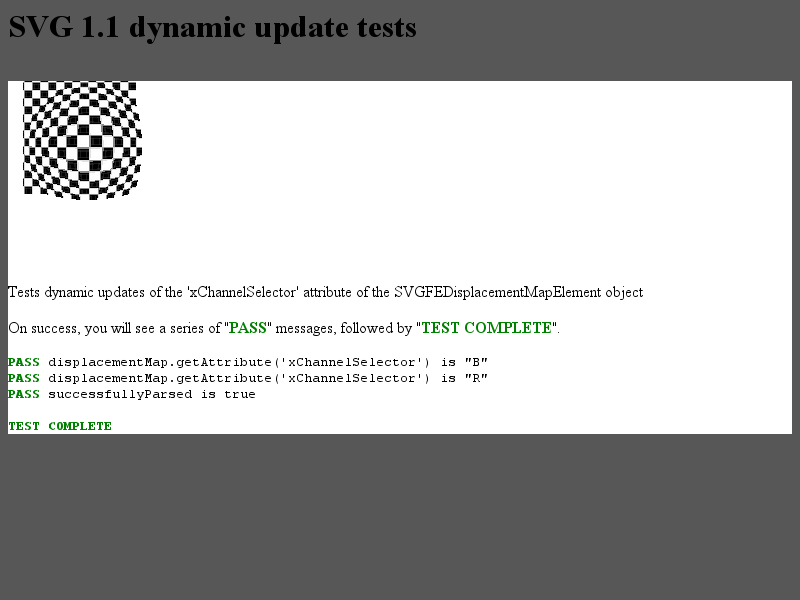 SVG 1.1 dynamic update tests
Tests dynamic updates of the 'xChannelSelector' attribute of the SVGFEDisplacementMapElement object
On success, you will see a series of "PASS" messages, followed by "TEST COMPLETE".
PASS displacementMap.getAttribute('xChannelSelector') is "B"
PASS displacementMap.getAttribute('xChannelSelector') is "R"
PASS successfullyParsed is true
TEST COMPLETE